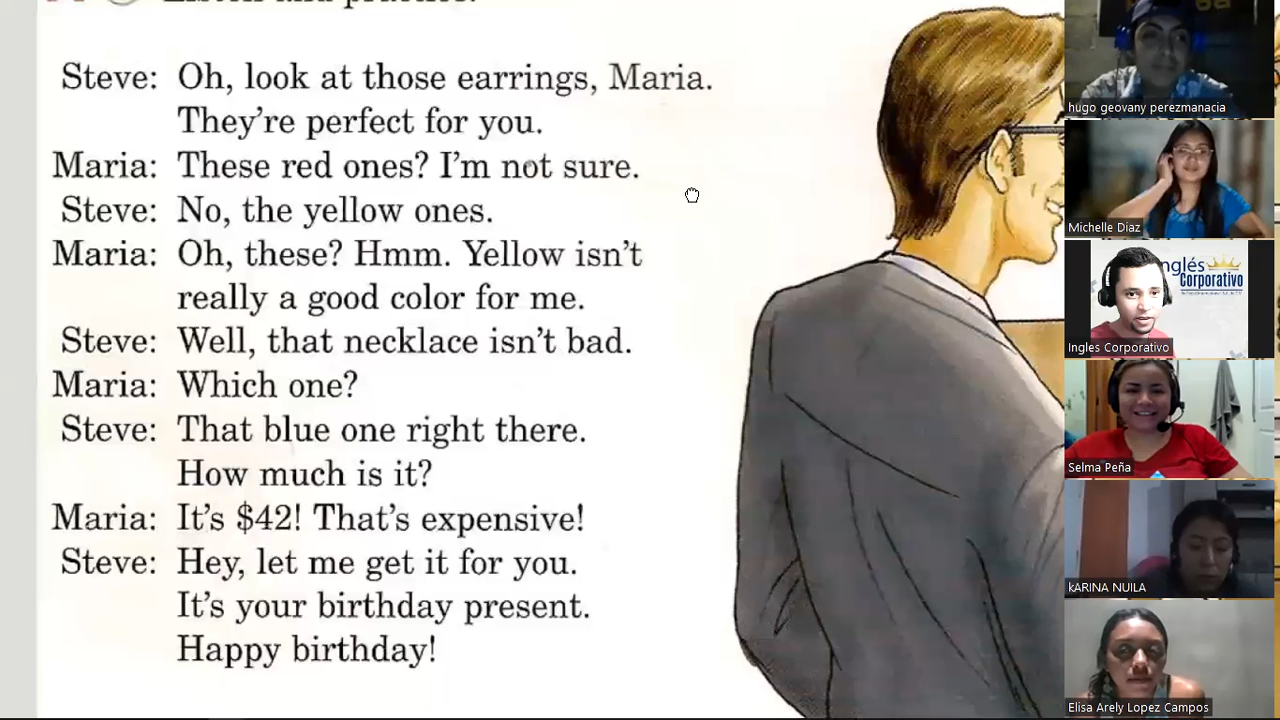 Listen and practice.
Steve: Oh, look at those earrings, Maria.
They're perfect for you.
Maria: These red ones? I'm not sure.
Steve: No, the yellow ones.
Maria: Oh, these? Hmm. Yellow isn't
really a good color for me.
Steve: Well, that necklace isn't bad.
Maria: Which one?
Steve: That blue one right there.
How much is it?
Maria: It's $42! That's expensive!
Steve: Hey, let me get it for you.
It's your birthday present.
Happy birthday!
hugo geovany perezmanacia
Michelle Díaz
Inglés
Corporativo
Ingles Corporativo
Selma Peña
kARINA NUILA
Elisa Arely Lopez Campos